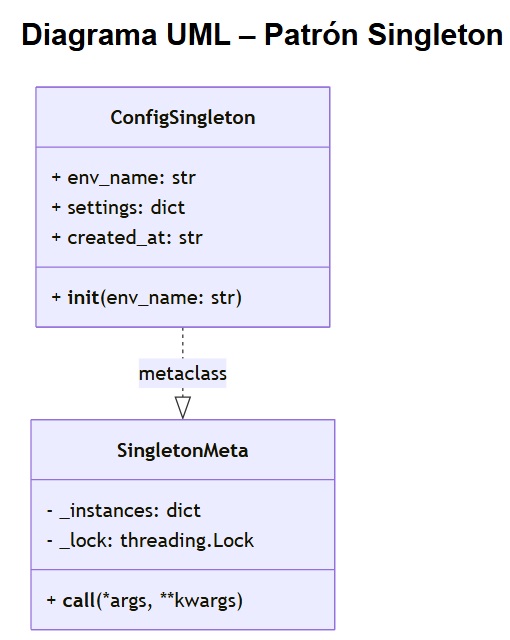 Diagrama UML – Patrón Singleton
ConfigSingleton
+ env_name: str
+ settings: dict
+ created_at: str
+ init(env_name: str)
metaclass
SingletonMeta
- _instances: dict
- _lock: threading.Lock
+ call(*args, **kwargs)